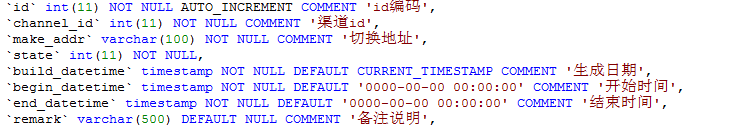 `id` int(11) NOT NULL AUTO_INCREMENT COMMENT 'id编码',
`channel_id` int(11) NOT NULL COMMENT '渠道id',
`make_addr` varchar(100) NOT NULL COMMENT '切换地址',
`state` int(11) NOT NULL,
`build_datetime` timestamp NOT NULL DEFAULT CURRENT_TIMESTAMP COMMENT '生成日期',
`begin_datetime` timestamp NOT NULL DEFAULT '0000-00-00 00:00:00' COMMENT '开始时间',
`end_datetime` timestamp NOT NULL DEFAULT '0000-00-00 00:00:00' COMMENT '结束时间',
`remark` varchar(500) DEFAULT NULL COMMENT '备注说明',